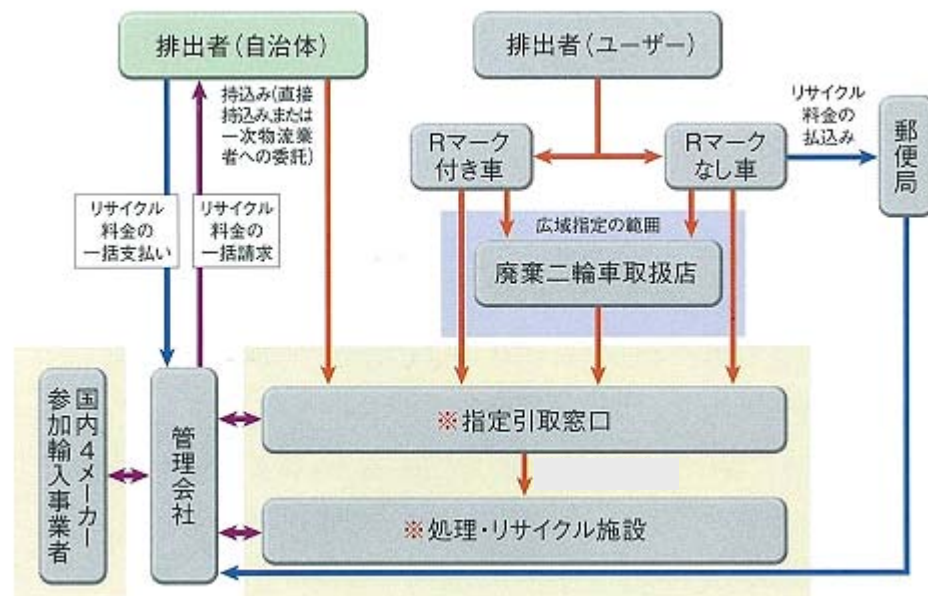 排出者(自治体)
排出者(ユーザー)
持込み(直接
持込み、または
一次物流業
者への委託)
リサイクル
料金の
払込み
郵便局
Rマーク
付き車
Rマーク
なし車
リサイクル
料金の
一括支払い
リサイクル
料金の
一括請求
広域指定の範囲
廃棄二輪車取扱店
国内4メーカー
参加輸入事業者
管理会社
※指定引取窓口
※処理・リサイクル施設